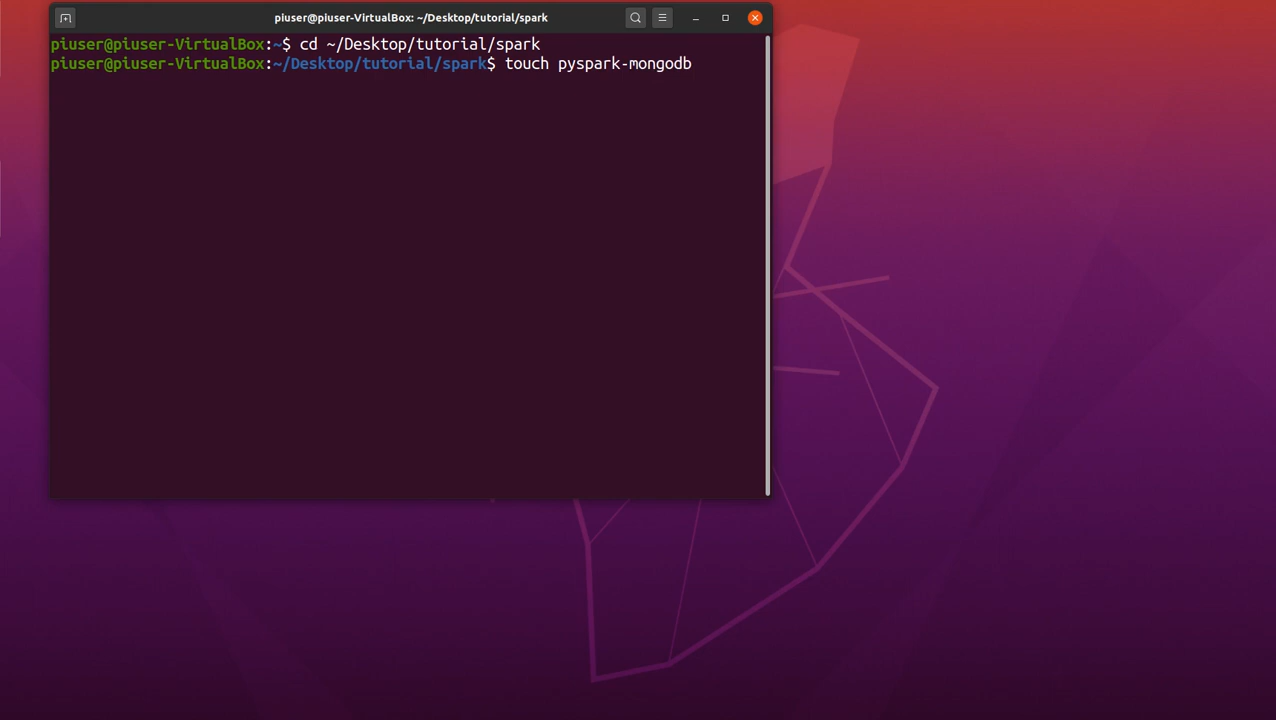 piuser@piuser-VirtualBox: ~/Desktop/tutorial/spark
piuser@piuser-VirtualBox:~$ cd ~/Desktop/tutorial/spark
piuser@piuser-VirtualBox:~/Desktop/tutorial/spark$ touch pyspark-mongodb